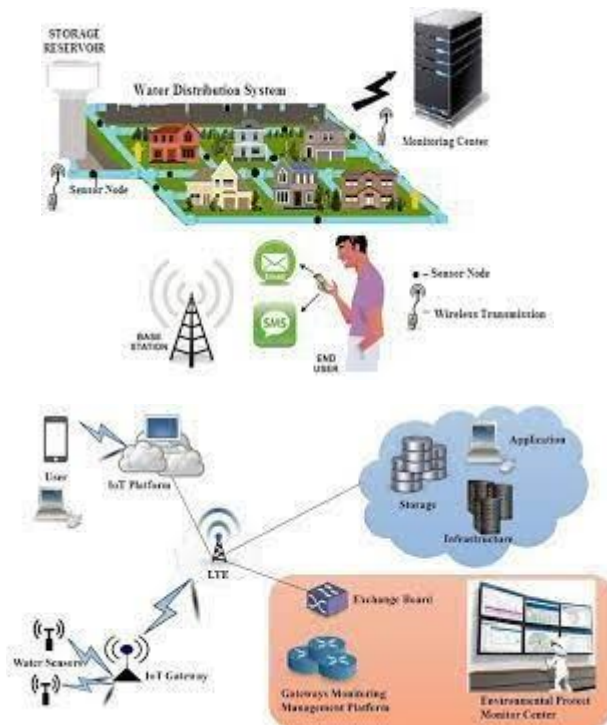 STORAGE
RESERVOIR
Water Distribution System
Monitoring Center
Sensor Node
Email
SMS
BASE
STATION
END
USER
- Sensor Node
= Wireless Transmission
User
IoT Platform
Application
Storage
Infrastructure
LTE
Exchange Board
Water Sensors
IoT Gateway
Gateways Monitoring
Management Platform
Environmental Protect
Monitor Center